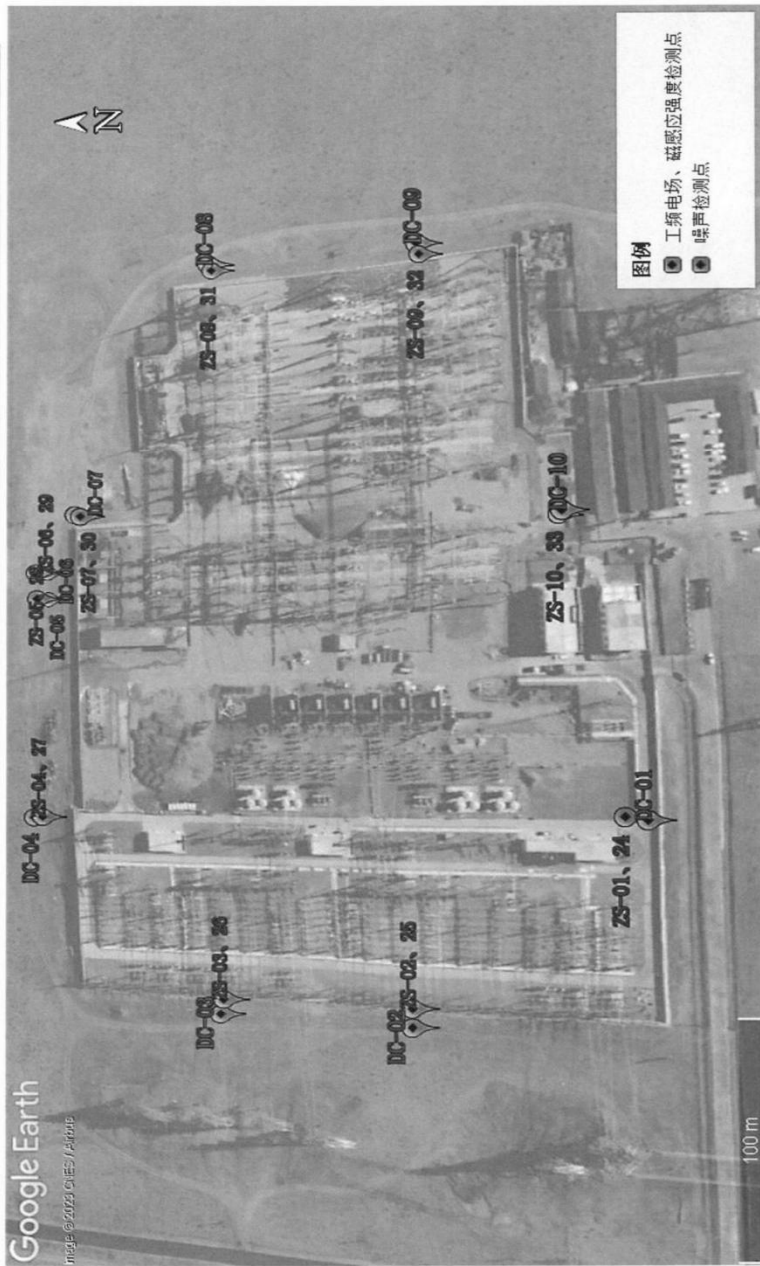 Google Earth
Image © 2023 CNES / Airbus
N
DC-04
ZS-04、27
ZS-05、28
DC-05
ZS-06、29
DC-06
DC-07
ZS-07、30
DC-08
ZS-08、31
DC-03
ZS-03、26
DC-02
ZS-02、25
DC-09
ZS-09、32
DC-10
ZS-10、33
DC-01
ZS-01、24
图例
工频电场、磁感应强度检测点
噪声检测点
100 m